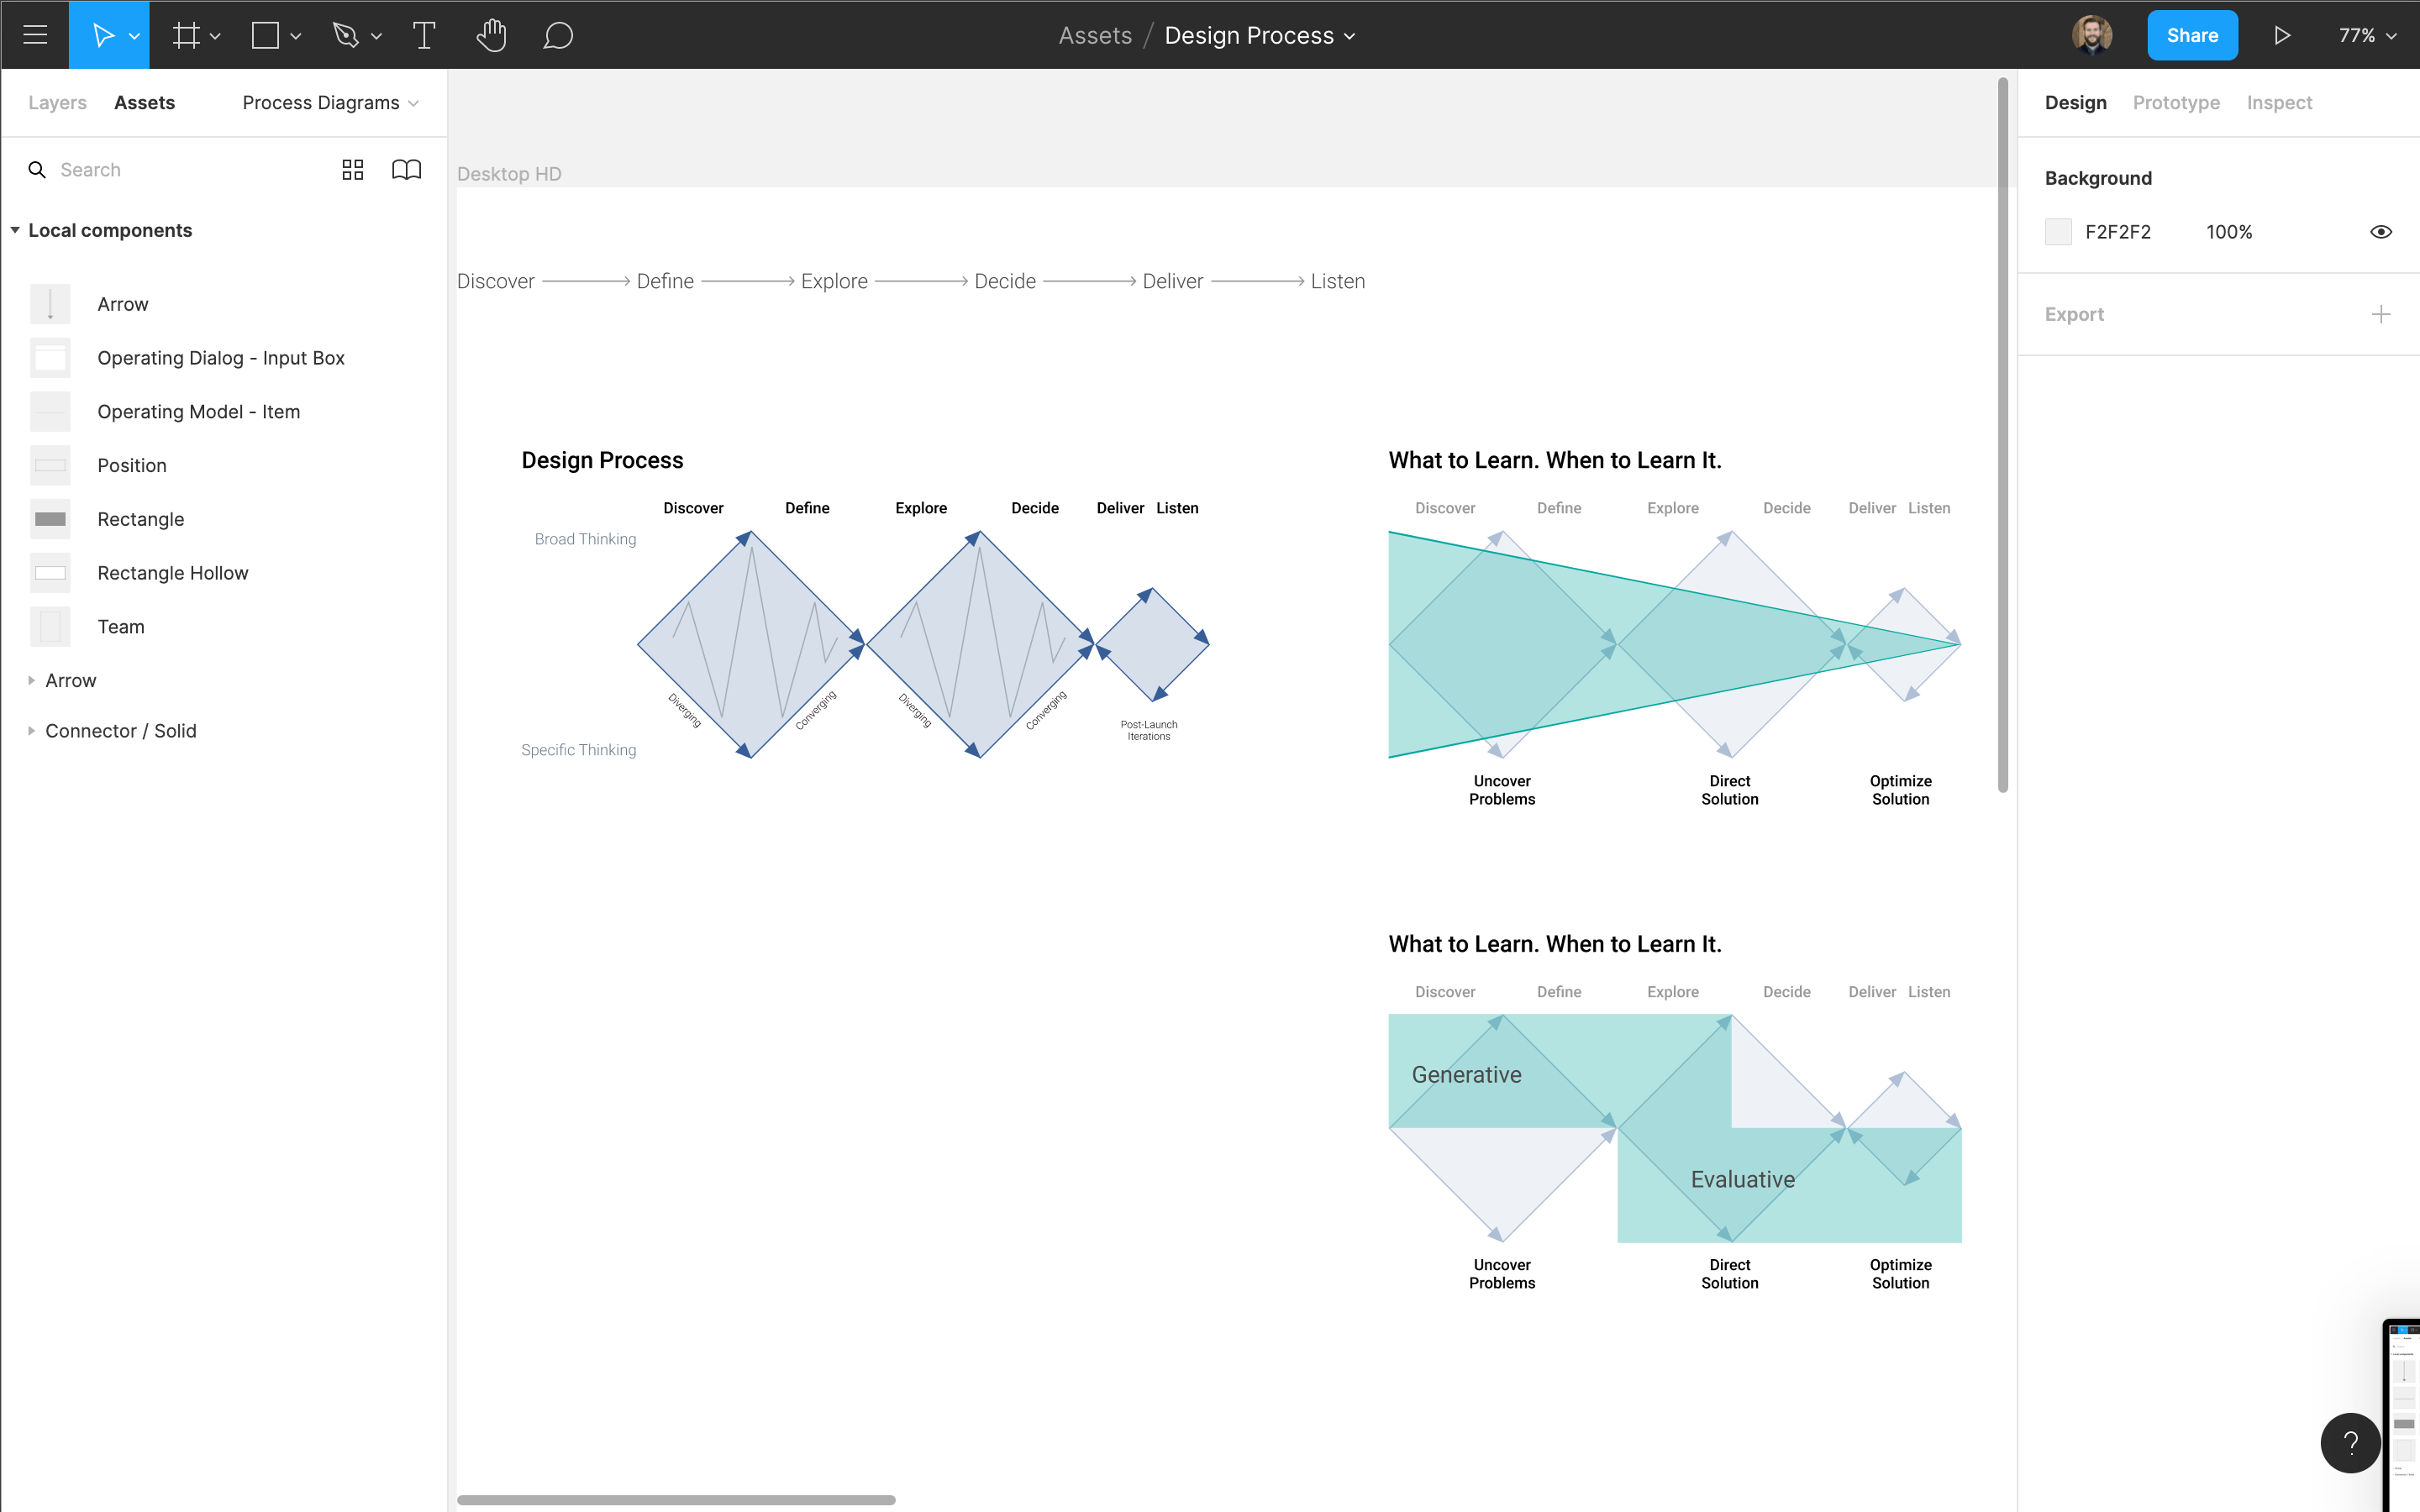 Assets / Design Process
Share
77%
Layers
Assets
Process Diagrams
Search
Local components
Arrow
Operating Dialog - Input Box
Operating Model - Item
Position
Rectangle
Rectangle Hollow
Team
Arrow
Connector / Solid
Desktop HD
Discover Define Explore Decide Deliver Listen
Design Process
Discover Define Explore Decide Deliver Listen
Broad Thinking
Diverging
Converging
Diverging
Converging
Post-Launch
Iterations
Specific Thinking
What to Learn. When to Learn It.
Discover Define Explore Decide Deliver Listen
Uncover
Problems
Direct
Solution
Optimize
Solution
What to Learn. When to Learn It.
Discover Define Explore Decide Deliver Listen
Generative
Evaluative
Uncover
Problems
Direct
Solution
Optimize
Solution
Design
Prototype
Inspect
Background
F2F2F2
100%
Export
?